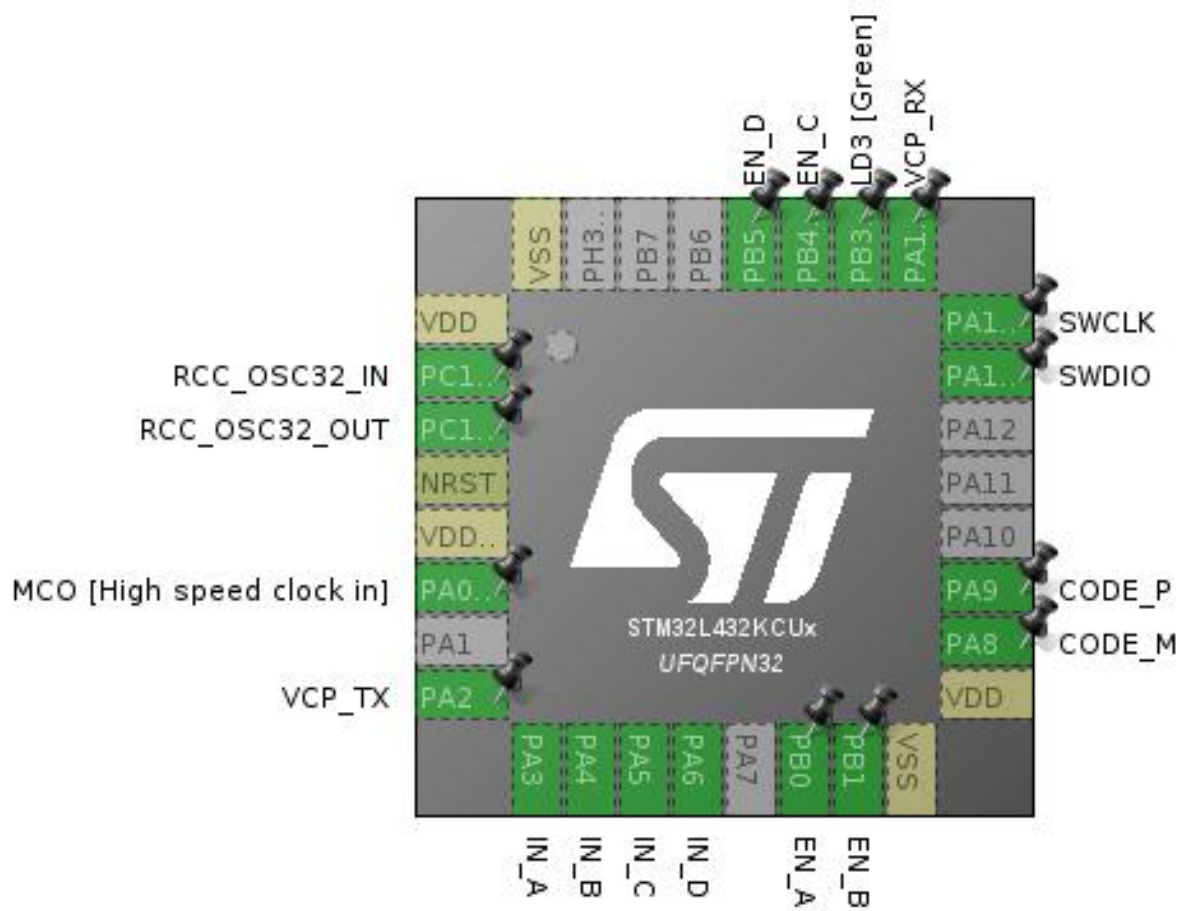 EN_D
EN_C
LD3 [Green]
VCP_RX
VSS
PH3..
PB7
PB6
PB5
PB4..
PB3..
PA1..
VDD
RCC_OSC32_IN PC1..
RCC_OSC32_OUT PC1..
NRST
VDD..
MCO [High speed clock in] PA0..
PA1
VCP_TX PA2
PA1.. SWCLK
PA1.. SWDIO
PA12
PA11
PA10
PA9 CODE_P
PA8 CODE_M
VDD
ST
STM32L432KCUx
UFQFPN32
PA3
PA4
PA5
PA6
PA7
PB0
PB1
VSS
IN_A
IN_B
IN_C
IN_D
EN_A
EN_B